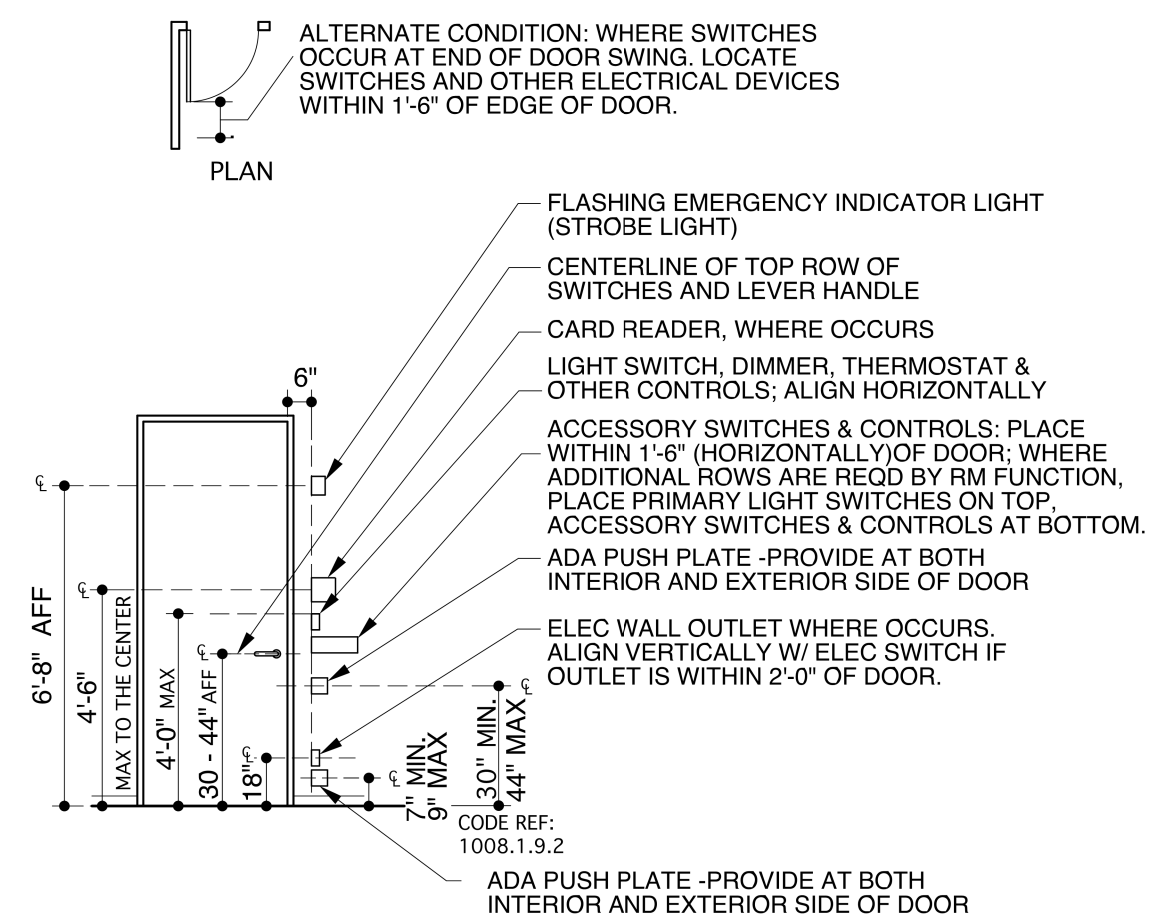 ALTERNATE CONDITION: WHERE SWITCHES
OCCUR AT END OF DOOR SWING. LOCATE
SWITCHES AND OTHER ELECTRICAL DEVICES
WITHIN 1'-6" OF EDGE OF DOOR.
PLAN
FLASHING EMERGENCY INDICATOR LIGHT
(STROBE LIGHT)
CENTERLINE OF TOP ROW OF
SWITCHES AND LEVER HANDLE
CARD READER, WHERE OCCURS
LIGHT SWITCH, DIMMER, THERMOSTAT &
OTHER CONTROLS; ALIGN HORIZONTALLY
ACCESSORY SWITCHES & CONTROLS: PLACE
WITHIN 1'-6" (HORIZONTALLY)OF DOOR; WHERE
ADDITIONAL ROWS ARE REQD BY RM FUNCTION,
PLACE PRIMARY LIGHT SWITCHES ON TOP,
ACCESSORY SWITCHES & CONTROLS AT BOTTOM.
ADA PUSH PLATE -PROVIDE AT BOTH
INTERIOR AND EXTERIOR SIDE OF DOOR
ELEC WALL OUTLET WHERE OCCURS.
ALIGN VERTICALLY W/ ELEC SWITCH IF
OUTLET IS WITHIN 2'-0" OF DOOR.
6"
℄
℄
℄
℄
℄
℄
6'-8" AFF
4'-6"
MAX TO THE CENTER
4'-0" MAX
30 - 44" AFF
18"
7" MIN.
9" MAX
30" MIN.
44" MAX
CODE REF:
1008.1.9.2
ADA PUSH PLATE -PROVIDE AT BOTH
INTERIOR AND EXTERIOR SIDE OF DOOR